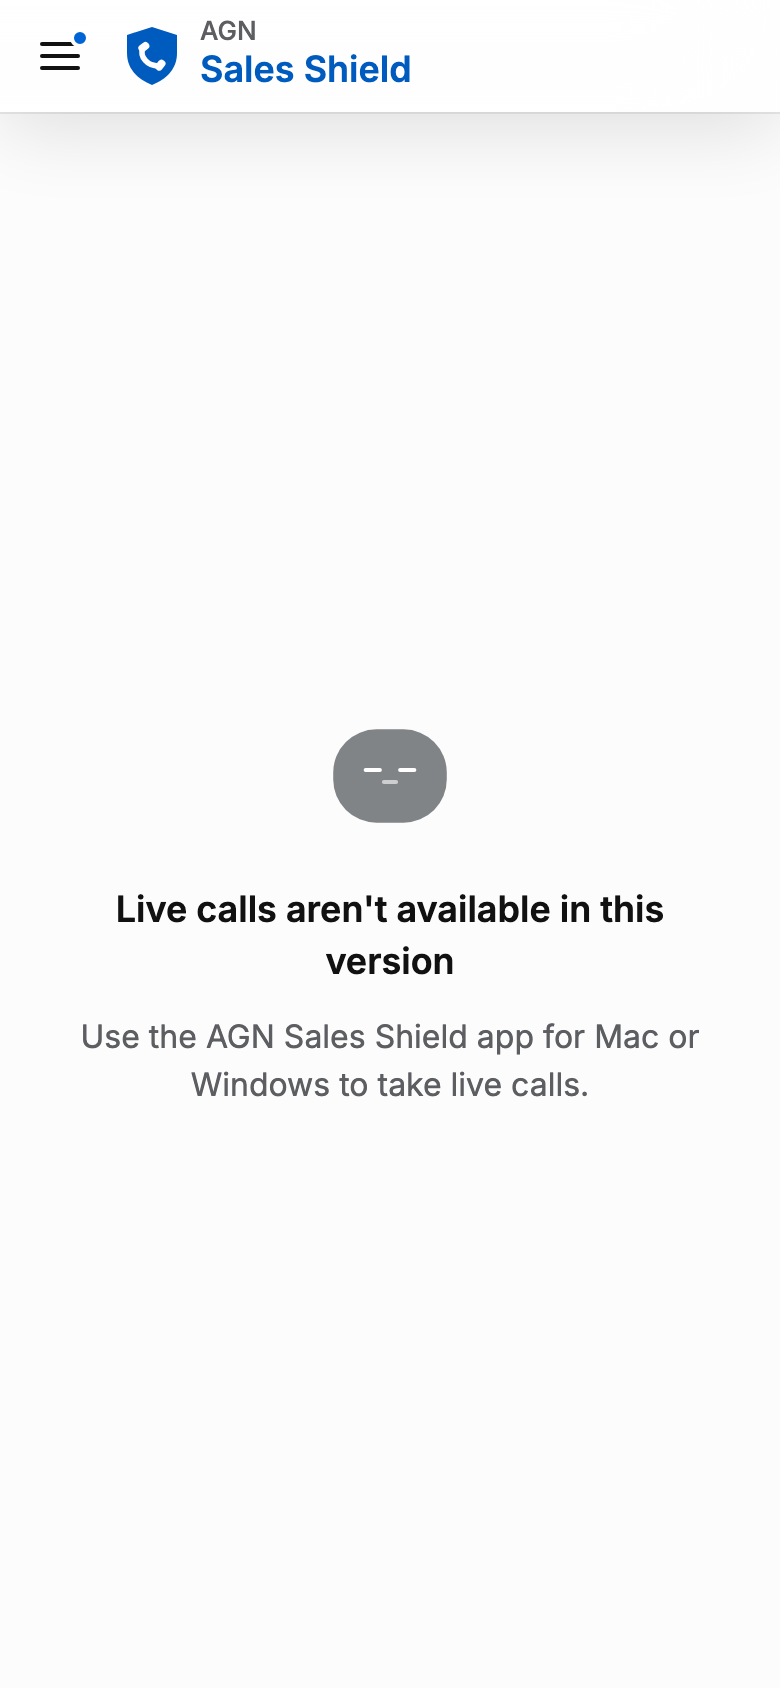 AGN
Sales Shield
Live calls aren't available in this
version
Use the AGN Sales Shield app for Mac or
Windows to take live calls.